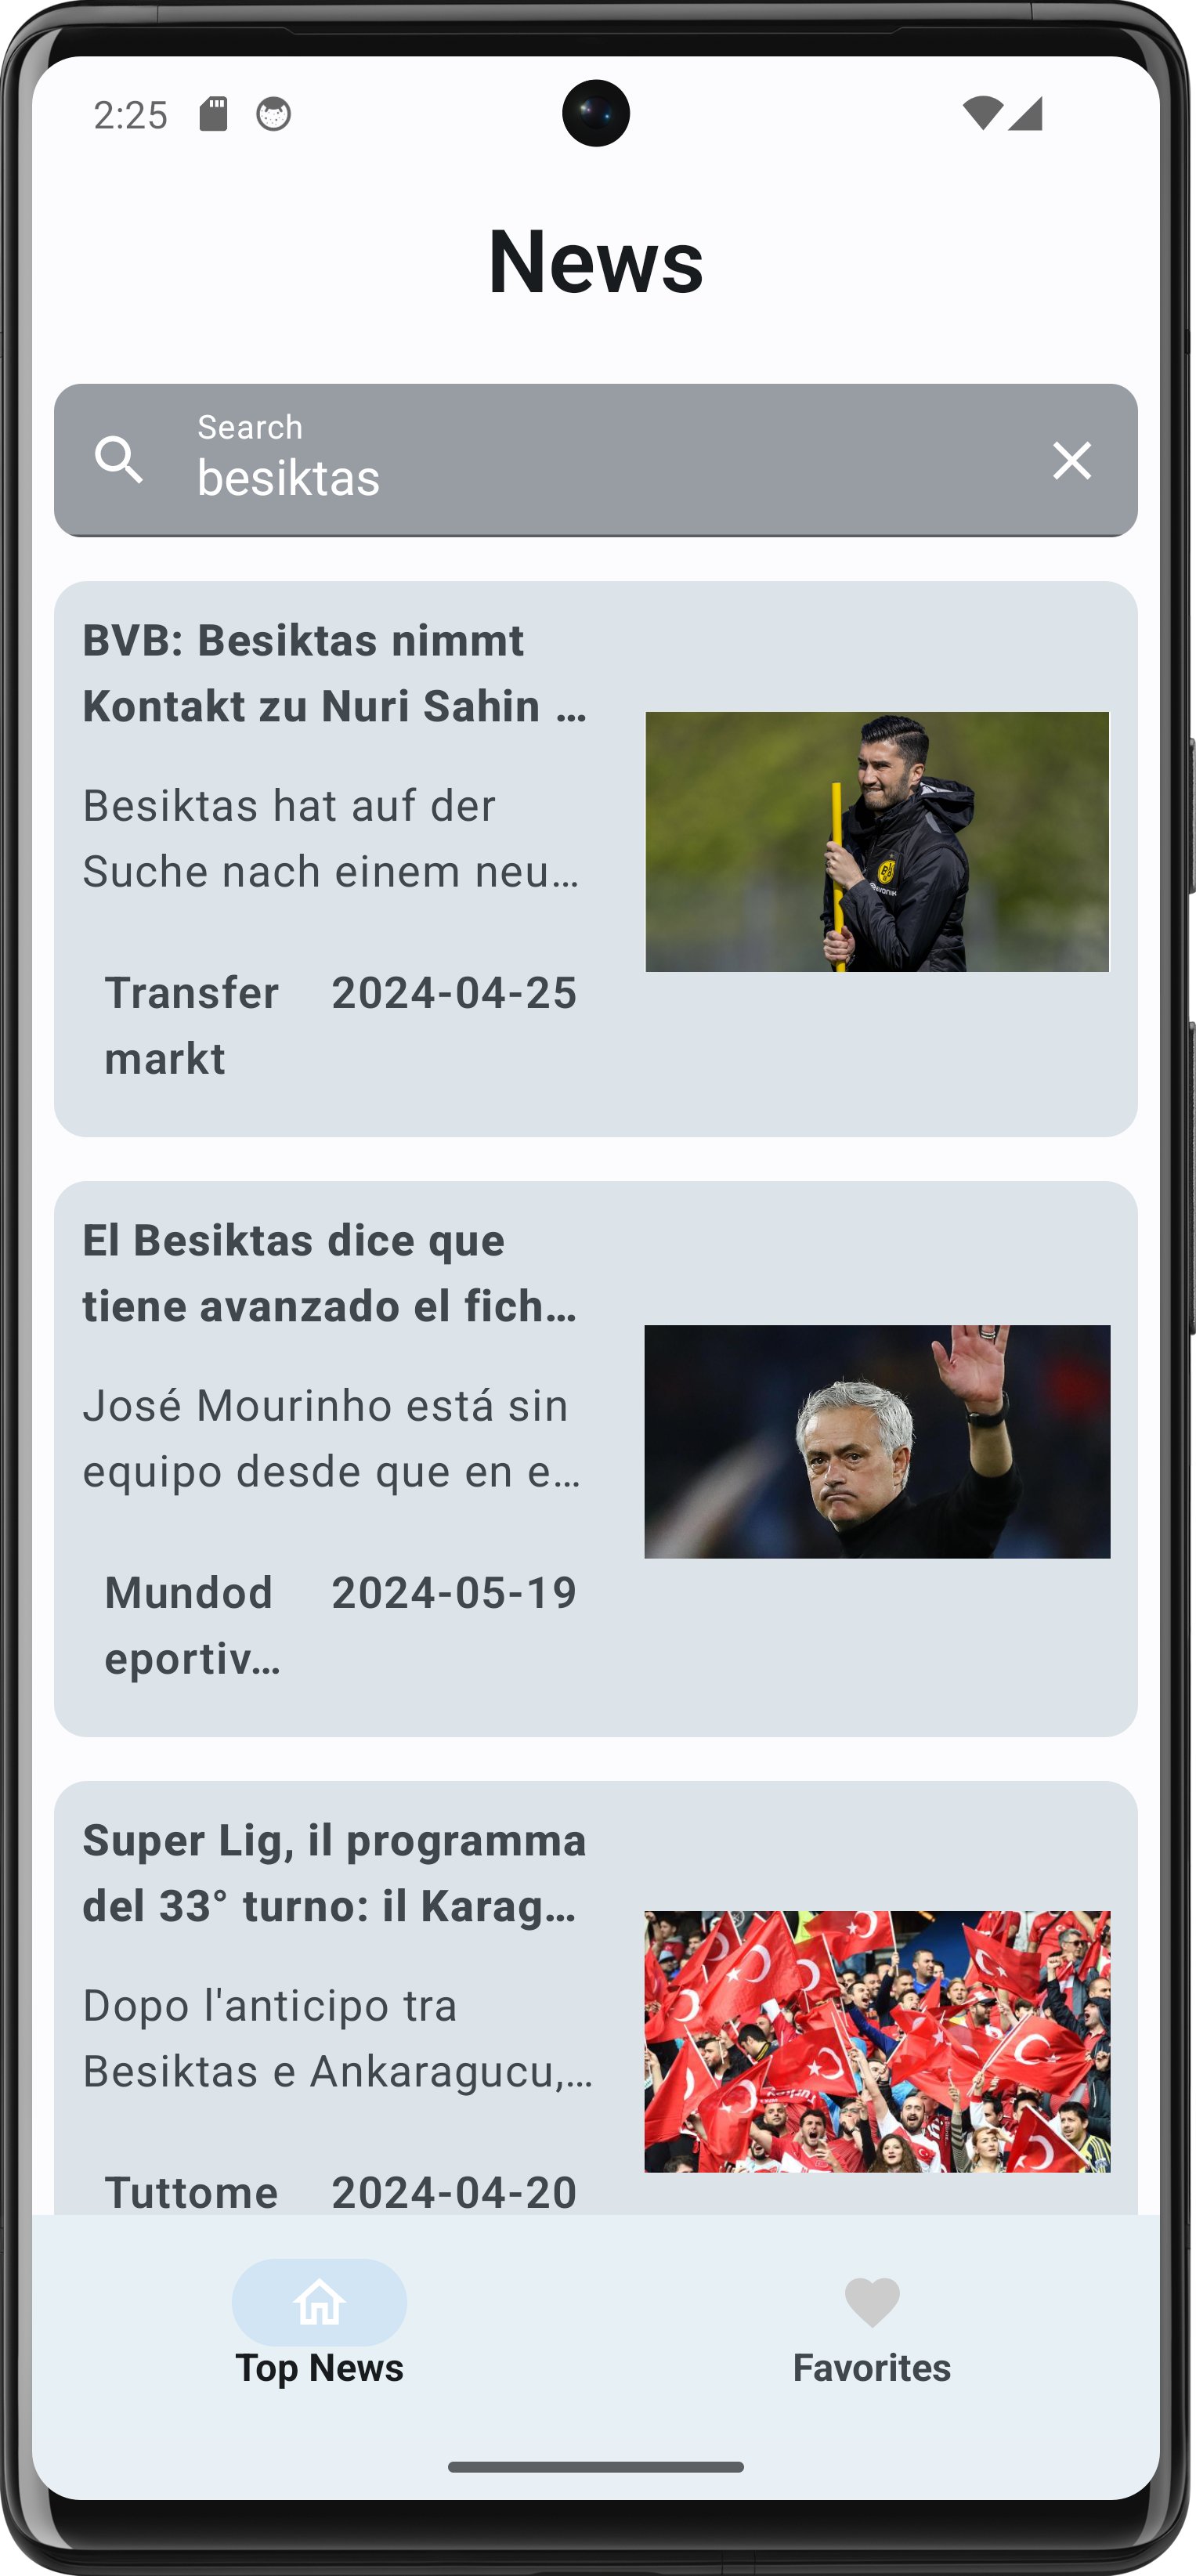 2:25
News
Search
besiktas
BVB: Besiktas nimmt
Kontakt zu Nuri Sahin …
Besiktas hat auf der
Suche nach einem neu…
Transfer
markt
2024-04-25
El Besiktas dice que
tiene avanzado el fich…
José Mourinho está sin
equipo desde que en e…
Mundod
eportiv…
2024-05-19
Super Lig, il programma
del 33° turno: il Karag…
Dopo l'anticipo tra
Besiktas e Ankaragucu,…
Tuttome
2024-04-20
Top News
Favorites